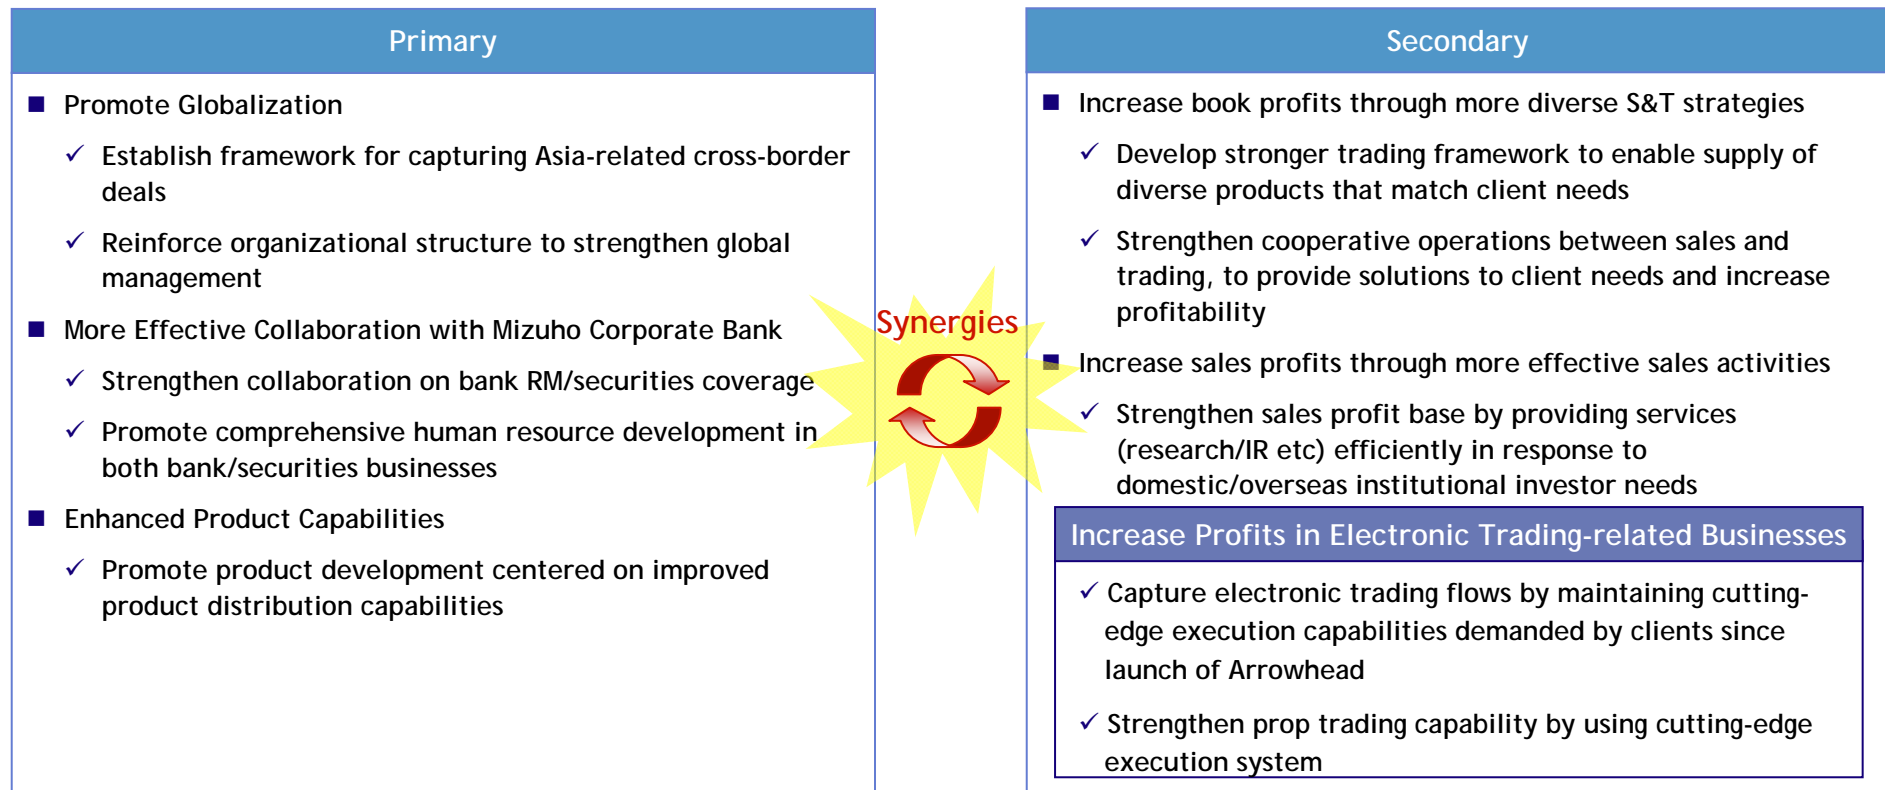 Primary
Promote Globalization
Establish framework for capturing Asia-related cross-border
deals
Reinforce organizational structure to strengthen global
management
More Effective Collaboration with Mizuho Corporate Bank
Strengthen collaboration on bank RM/securities coverage
Promote comprehensive human resource development in
both bank/securities businesses
Enhanced Product Capabilities
Promote product development centered on improved
product distribution capabilities
Synergies
Secondary
Increase book profits through more diverse S&T strategies
Develop stronger trading framework to enable supply of
diverse products that match client needs
Strengthen cooperative operations between sales and
trading, to provide solutions to client needs and increase
profitability
Increase sales profits through more effective sales activities
Strengthen sales profit base by providing services
(research/IR etc) efficiently in response to
domestic/overseas institutional investor needs
Increase Profits in Electronic Trading-related Businesses
Capture electronic trading flows by maintaining cutting-
edge execution capabilities demanded by clients since
launch of Arrowhead
Strengthen prop trading capability by using cutting-edge
execution system